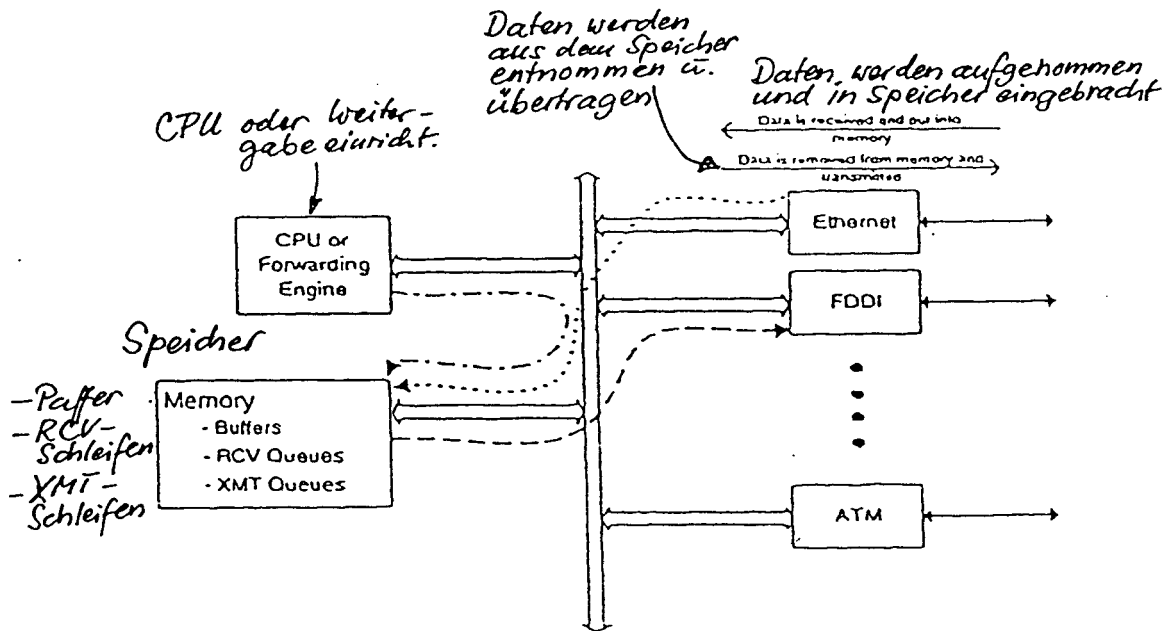 Daten werden
aus dem Speicher
entnommen u.
übertragen
Daten werden aufgenommen
und in Speicher eingebracht
Data is received and put into
memory
Data is removed from memory and
transmitted
CPU oder Weiter-
gabeeinricht.
CPU or
Forwarding
Engine
Ethernet
FDDI
Speicher
- Puffer
- RCV-
Schleifen
- XMT-
Schleifen
Memory
- Buffers
- RCV Queues
- XMT Queues
ATM